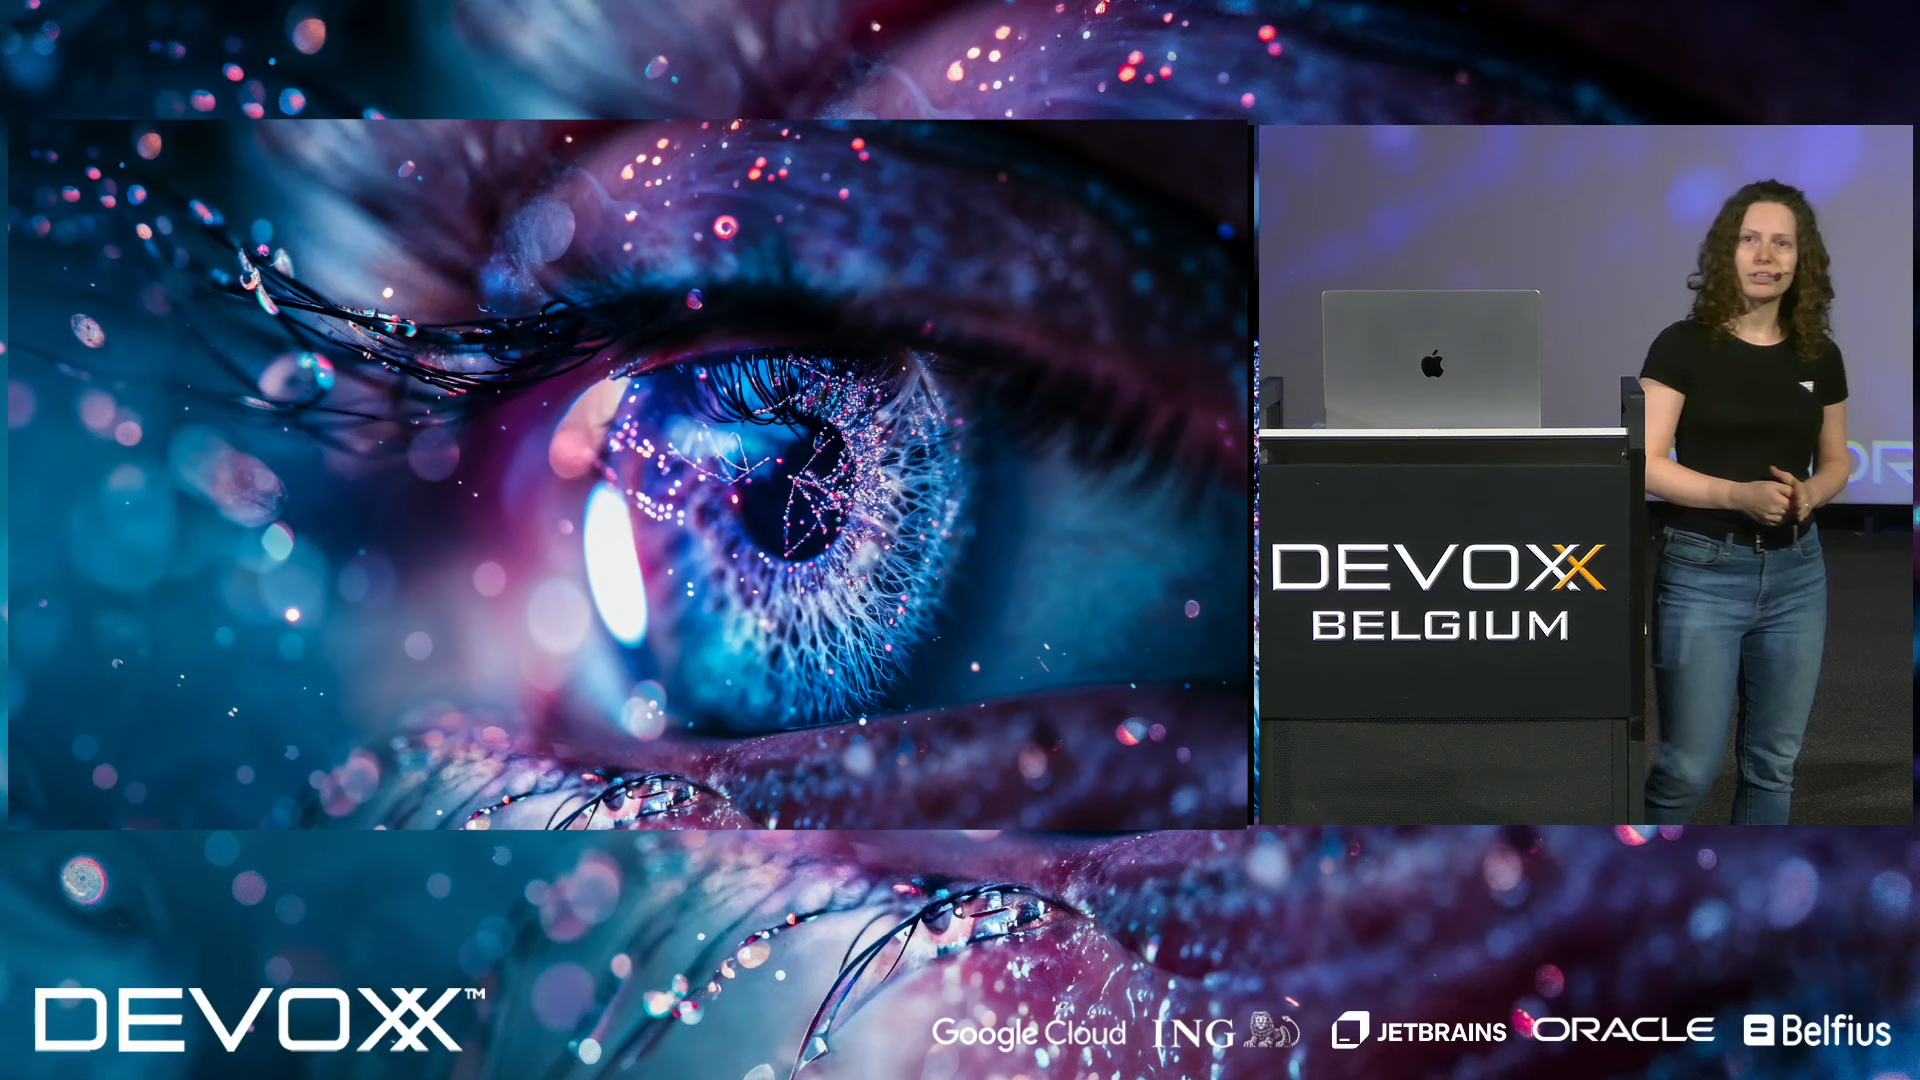 DEVOXX
BELGIUM
DEVOXX™
Google Cloud
ING
JETBRAINS
ORACLE
Belfius